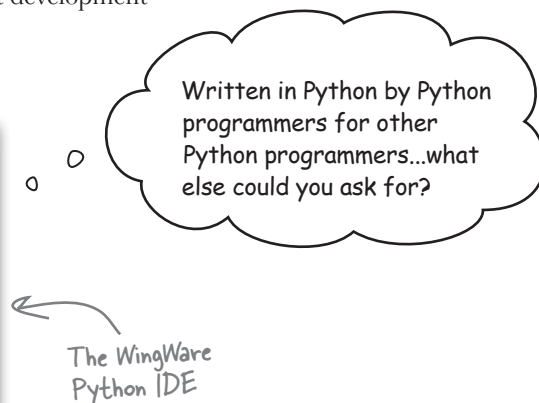 development
Written in Python by Python
programmers for other
Python programmers...what
else could you ask for?
The WingWare
Python IDE